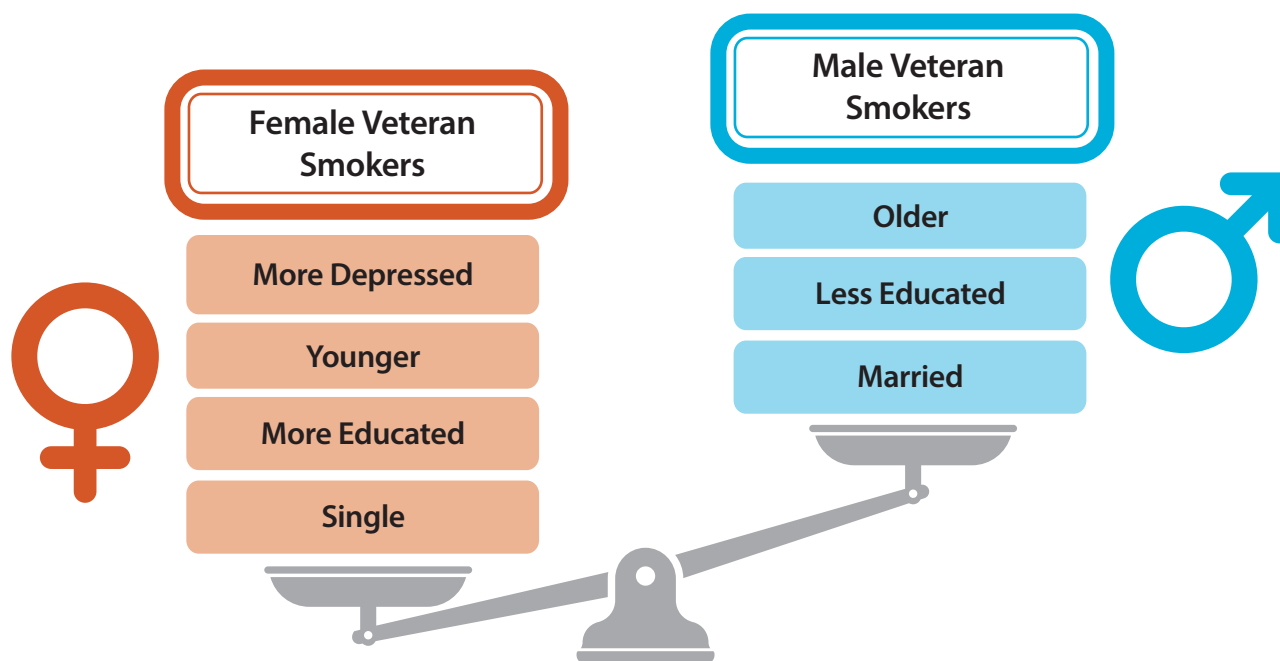 Female Veteran
Smokers
More Depressed
Younger
More Educated
Single
Male Veteran
Smokers
Older
Less Educated
Married